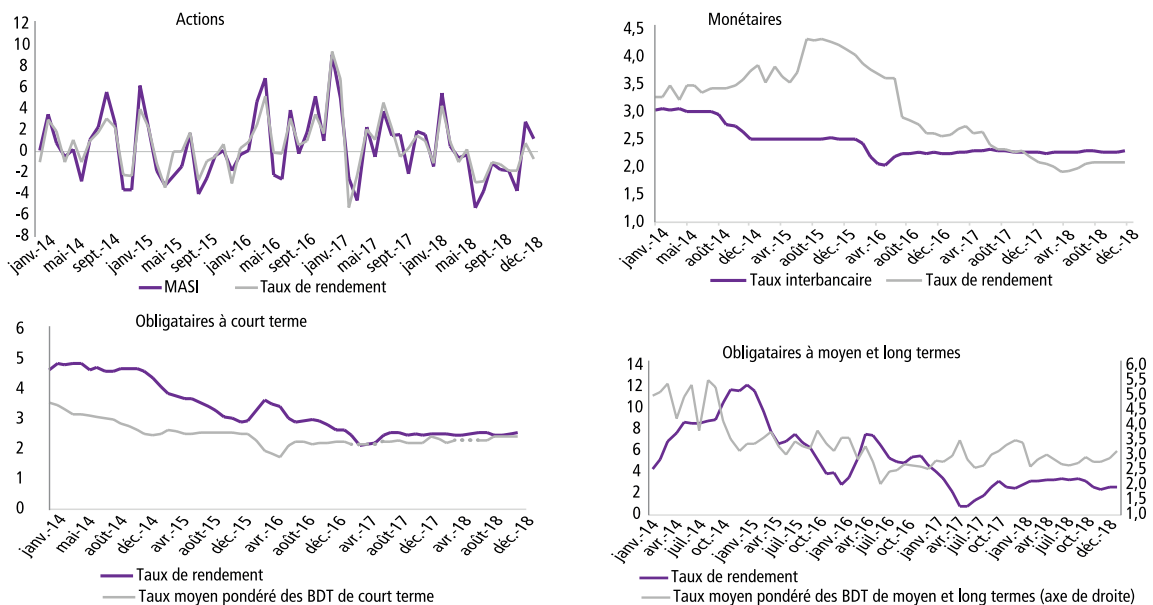 Actions
12
10
8
6
4
2
0
-2
-4
-6
-8
janv.-14
mai-14
sept.-14
janv.-15
mai-15
sept.-15
janv.-16
mai-16
sept.-16
janv.-17
mai-17
sept.-17
janv.-18
mai-18
sept.-18
déc.-18
MASI
Taux de rendement
Monétaires
4,5
4,0
3,5
3,0
2,5
2,0
1,5
1,0
janv.-14
mai-14
août-14
déc.-14
avr.-15
août-15
déc.-15
avr.-16
août-16
déc.-16
avr.-17
août-17
déc.-17
avr.-18
août-18
déc.-18
Taux interbancaire
Taux de rendement
Obligataires à court terme
6
5
4
3
2
1
0
janv.-14
mai-14
août-14
déc.-14
avr.-15
août-15
déc.-15
avr.-16
août-16
déc.-16
avr.-17
août-17
déc.-17
avr.-18
août-18
déc.-18
Taux de rendement
Taux moyen pondéré des BDT de court terme
Obligataires à moyen et long termes
14
12
10
8
6
4
2
0
6,0
5,5
5,0
4,5
4,0
3,5
3,0
2,5
2,0
1,5
1,0
janv.-14
avr.-14
juil.-14
oct.-14
janv.-15
avr.-15
juil.-15
oct.-16
janv.-16
avr.-16
juil.-16
oct.-16
janv.-17
avr.-17
juil.-17
oct.-17
janv.-18
avr.-18
juil.-18
oct.-18
déc.-18
Taux de rendement
Taux moyen pondéré des BDT de moyen et long termes (axe de droite)